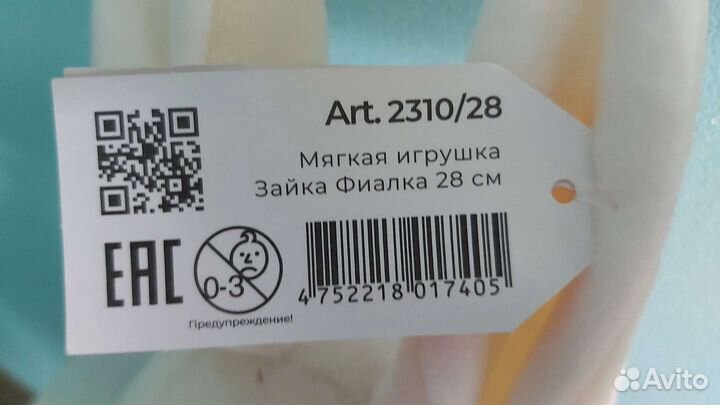 Art. 2310/28
Мягкая игрушка
Зайка Фиалка 28 см
EAC
0-3
Предупреждение!
4 752218 017405
Avito